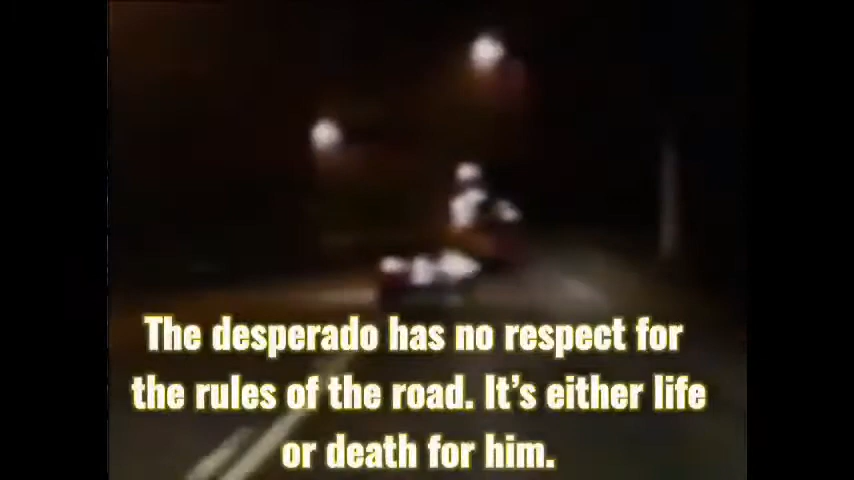 The desperado has no respect for
the rules of the road. It’s either life
or death for him.